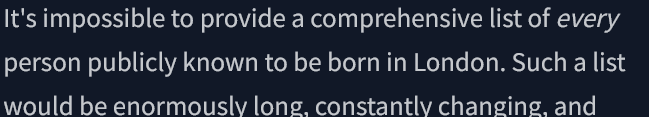 It's impossible to provide a comprehensive list of every
person publicly known to be born in London. Such a list
would be enormously long, constantly changing, and